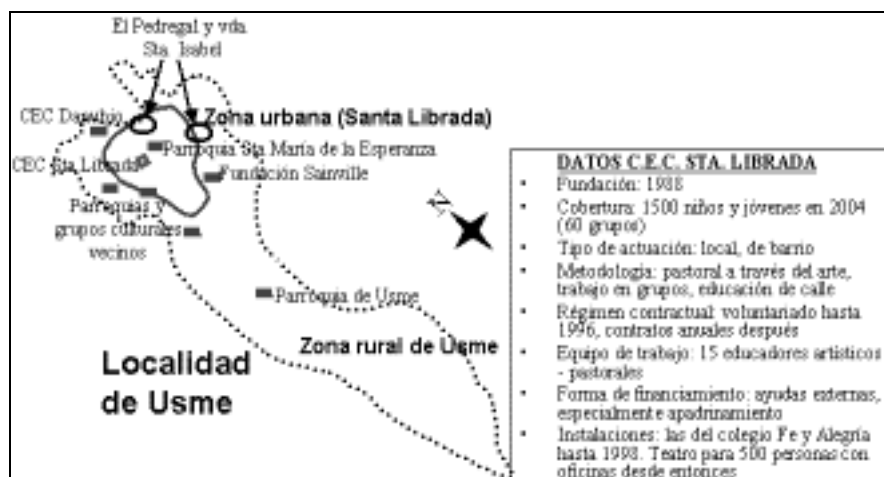 El Pedregal y vda.
Sta. Isabel
CEC Danubio
Zona urbana (Santa Librada)
Parroquia Sta María de la Esperanza
CEC Sta Librada
Fundación Sainville
Parroquias y
grupos culturales
vecinos
N
Parroquia de Usme
Zona rural de Usme
Localidad
de Usme
DATOS C.E.C. STA. LIBRADA
• Fundación: 1988
• Cobertura: 1500 niños y jóvenes en 2004
(60 grupos)
• Tipo de actuación: local, de barrio
• Metodología: pastoral a través del arte,
trabajo en grupos, educación de calle
• Régimen contractual: voluntariado hasta
1996, contratos anuales después
• Equipo de trabajo: 15 educadores artísticos
- pastorales
• Forma de financiamiento: ayudas externas,
especialmente apadrinamiento
• Instalaciones: las del colegio Fe y Alegría
hasta 1998. Teatro para 500 personas con
oficinas desde entonces